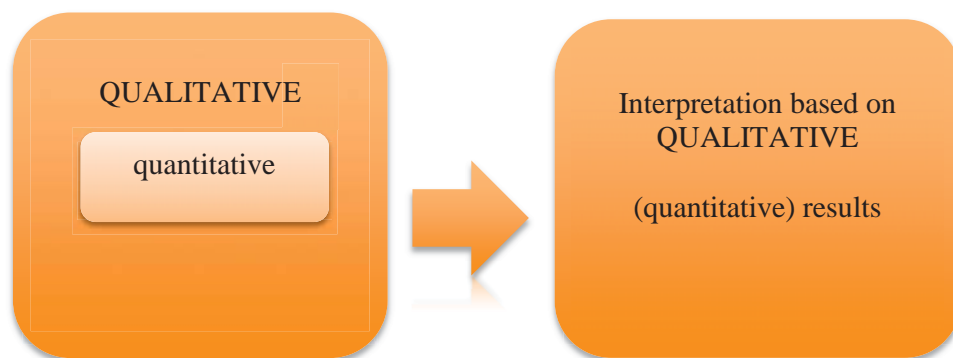 QUALITATIVE
quantitative
Interpretation based on
QUALITATIVE
(quantitative) results